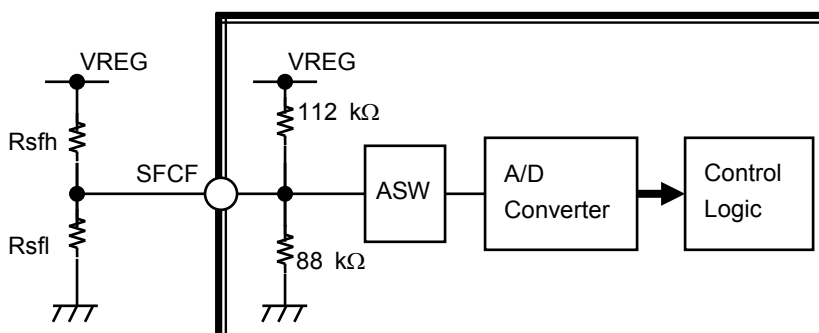 VREG
VREG
Rsfh
112 kΩ
SFCF
ASW
A/D
Converter
Control
Logic
Rsfl
88 kΩ